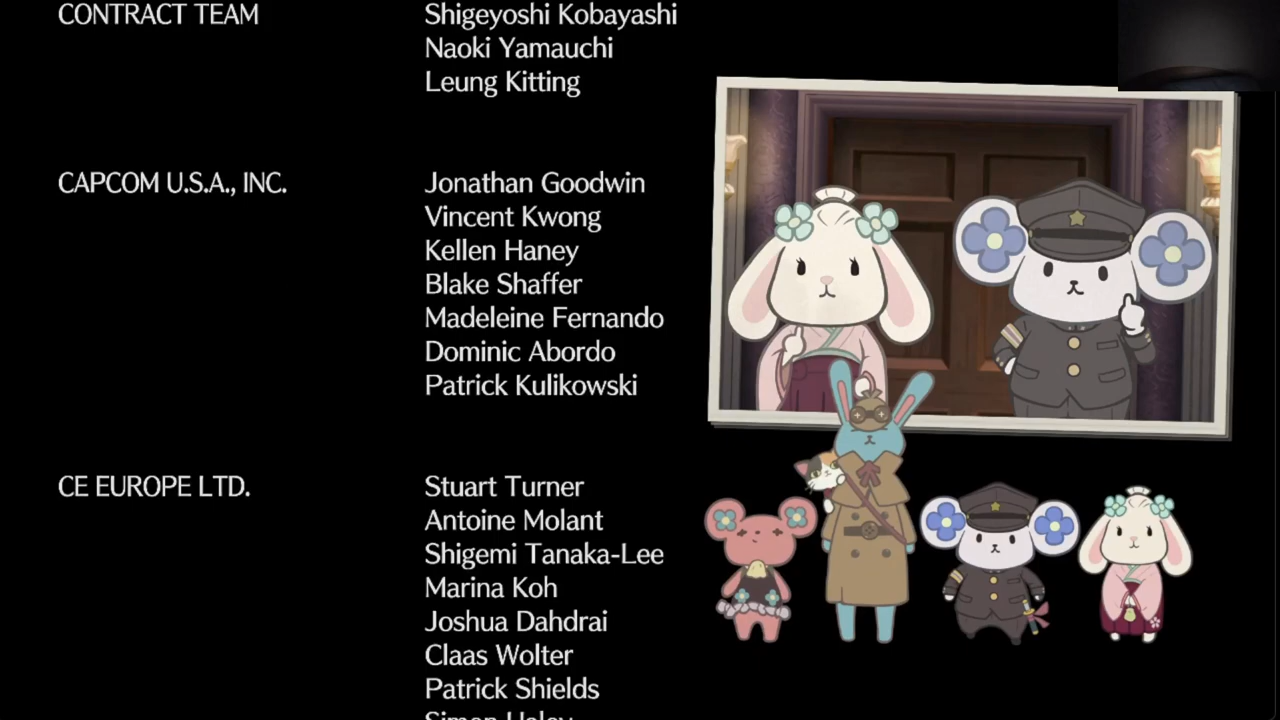 CONTRACT TEAM
Shigeyoshi Kobayashi
Naoki Yamauchi
Leung Kitting
CAPCOM U.S.A., INC.
Jonathan Goodwin
Vincent Kwong
Kellen Haney
Blake Shaffer
Madeleine Fernando
Dominic Abordo
Patrick Kulikowski
CE EUROPE LTD.
Stuart Turner
Antoine Molant
Shigemi Tanaka-Lee
Marina Koh
Joshua Dahdrai
Claas Wolter
Patrick Shields